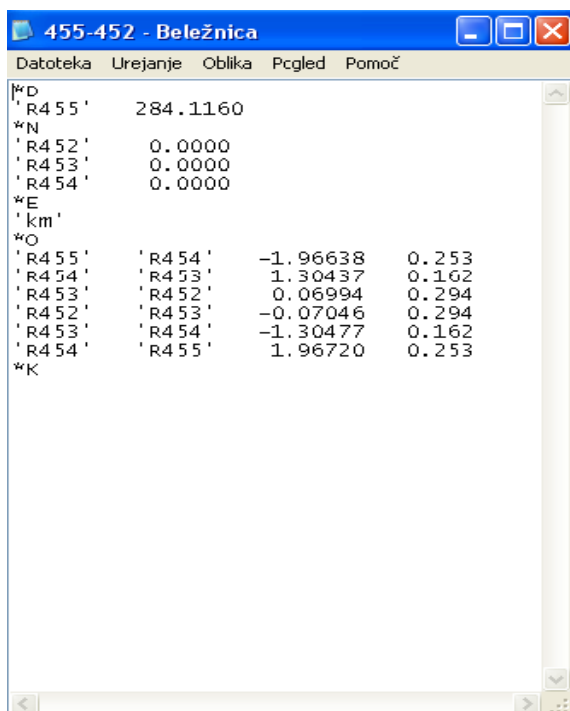 455-452 - Beležnica
Datoteka Urejanje Oblika Pogled Pomoč
*D
'R455' 284.1160
*N
'R452' 0.0000
'R453' 0.0000
'R454' 0.0000
*E
'km'
*O
'R455' 'R454' -1.96638 0.253
'R454' 'R453' 1.30437 0.162
'R453' 'R452' 0.06994 0.294
'R452' 'R453' -0.07046 0.294
'R453' 'R454' -1.30477 0.162
'R454' 'R455' 1.96720 0.253
*K